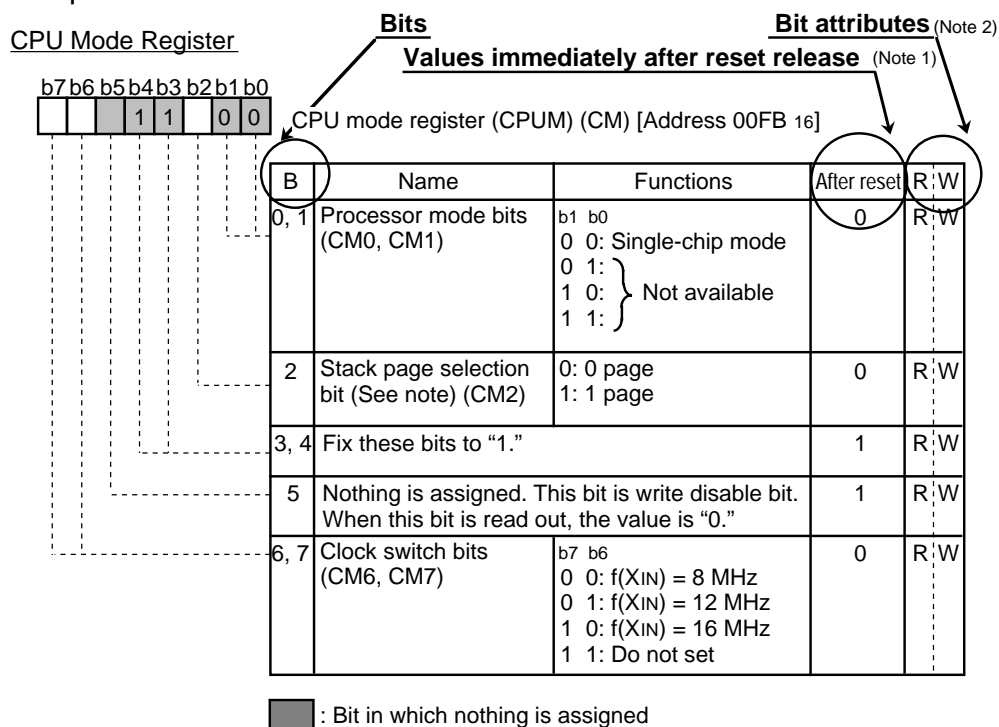 Bits
Bit attributes (Note 2)
CPU Mode Register
Values immediately after reset release (Note 1)
b7 b6 b5 b4 b3 b2 b1 b0
1 1 0 0
CPU mode register (CPUM) (CM) [Address 00FB 16]
B Name Functions After reset R W
0, 1 Processor mode bits b1 b0 0 R W
(CM0, CM1) 0 0: Single-chip mode
0 1:
1 0: Not available
1 1:
2 Stack page selection 0: 0 page 0 R W
bit (See note) (CM2) 1: 1 page
3, 4 Fix these bits to “1.” 1 R W
5 Nothing is assigned. This bit is write disable bit. 1 R W
When this bit is read out, the value is “0.”
6, 7 Clock switch bits b7 b6 0 R W
(CM6, CM7) 0 0: f(XIN) = 8 MHz
0 1: f(XIN) = 12 MHz
1 0: f(XIN) = 16 MHz
1 1: Do not set
: Bit in which nothing is assigned